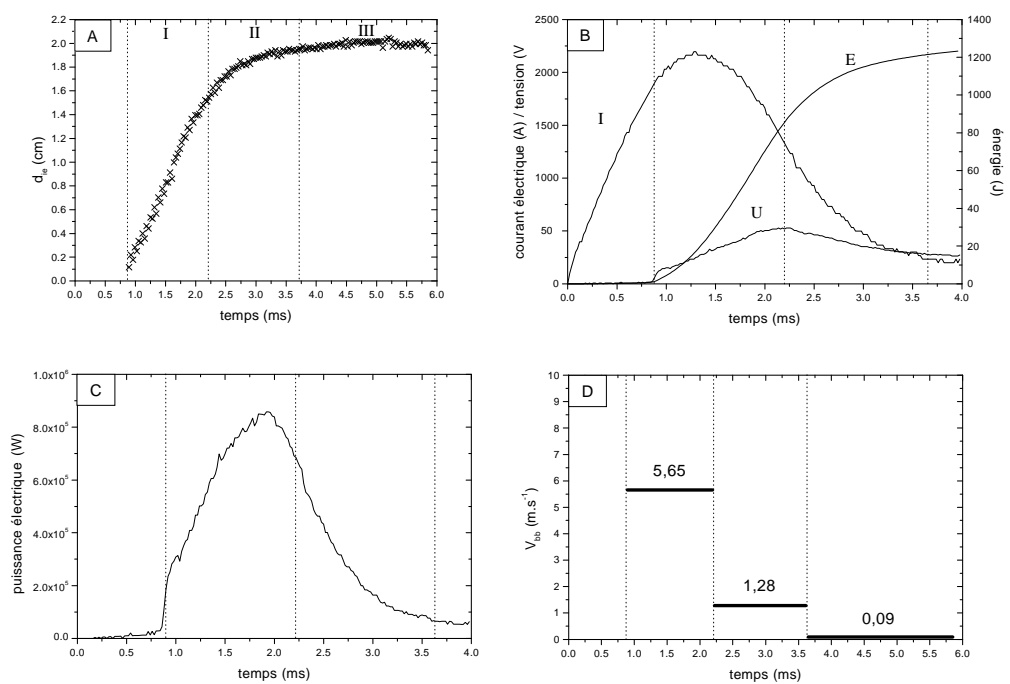 A
I
II
III
2.2
2.0
1.8
1.6
1.4
1.2
1.0
0.8
0.6
0.4
0.2
0.0
d_ie (cm)
0.0 0.5 1.0 1.5 2.0 2.5 3.0 3.5 4.0 4.5 5.0 5.5 6.0
temps (ms)
B
I
E
U
2500
2000
1500
1000
50
0
courant électrique (A) / tension (V
1400
1200
1000
80
60
40
20
0
énergie (J)
0.0 0.5 1.0 1.5 2.0 2.5 3.0 3.5 4.0
temps (ms)
C
1.0x10⁶
8.0x10⁵
6.0x10⁵
4.0x10⁵
2.0x10⁵
0.0
puissance électrique (W)
0.0 0.5 1.0 1.5 2.0 2.5 3.0 3.5 4.0
temps (ms)
D
5,65
1,28
0,09
10
9
8
7
6
5
4
3
2
1
0
V_bb (m.s⁻¹)
0.0 0.5 1.0 1.5 2.0 2.5 3.0 3.5 4.0 4.5 5.0 5.5 6.0
temps (ms)